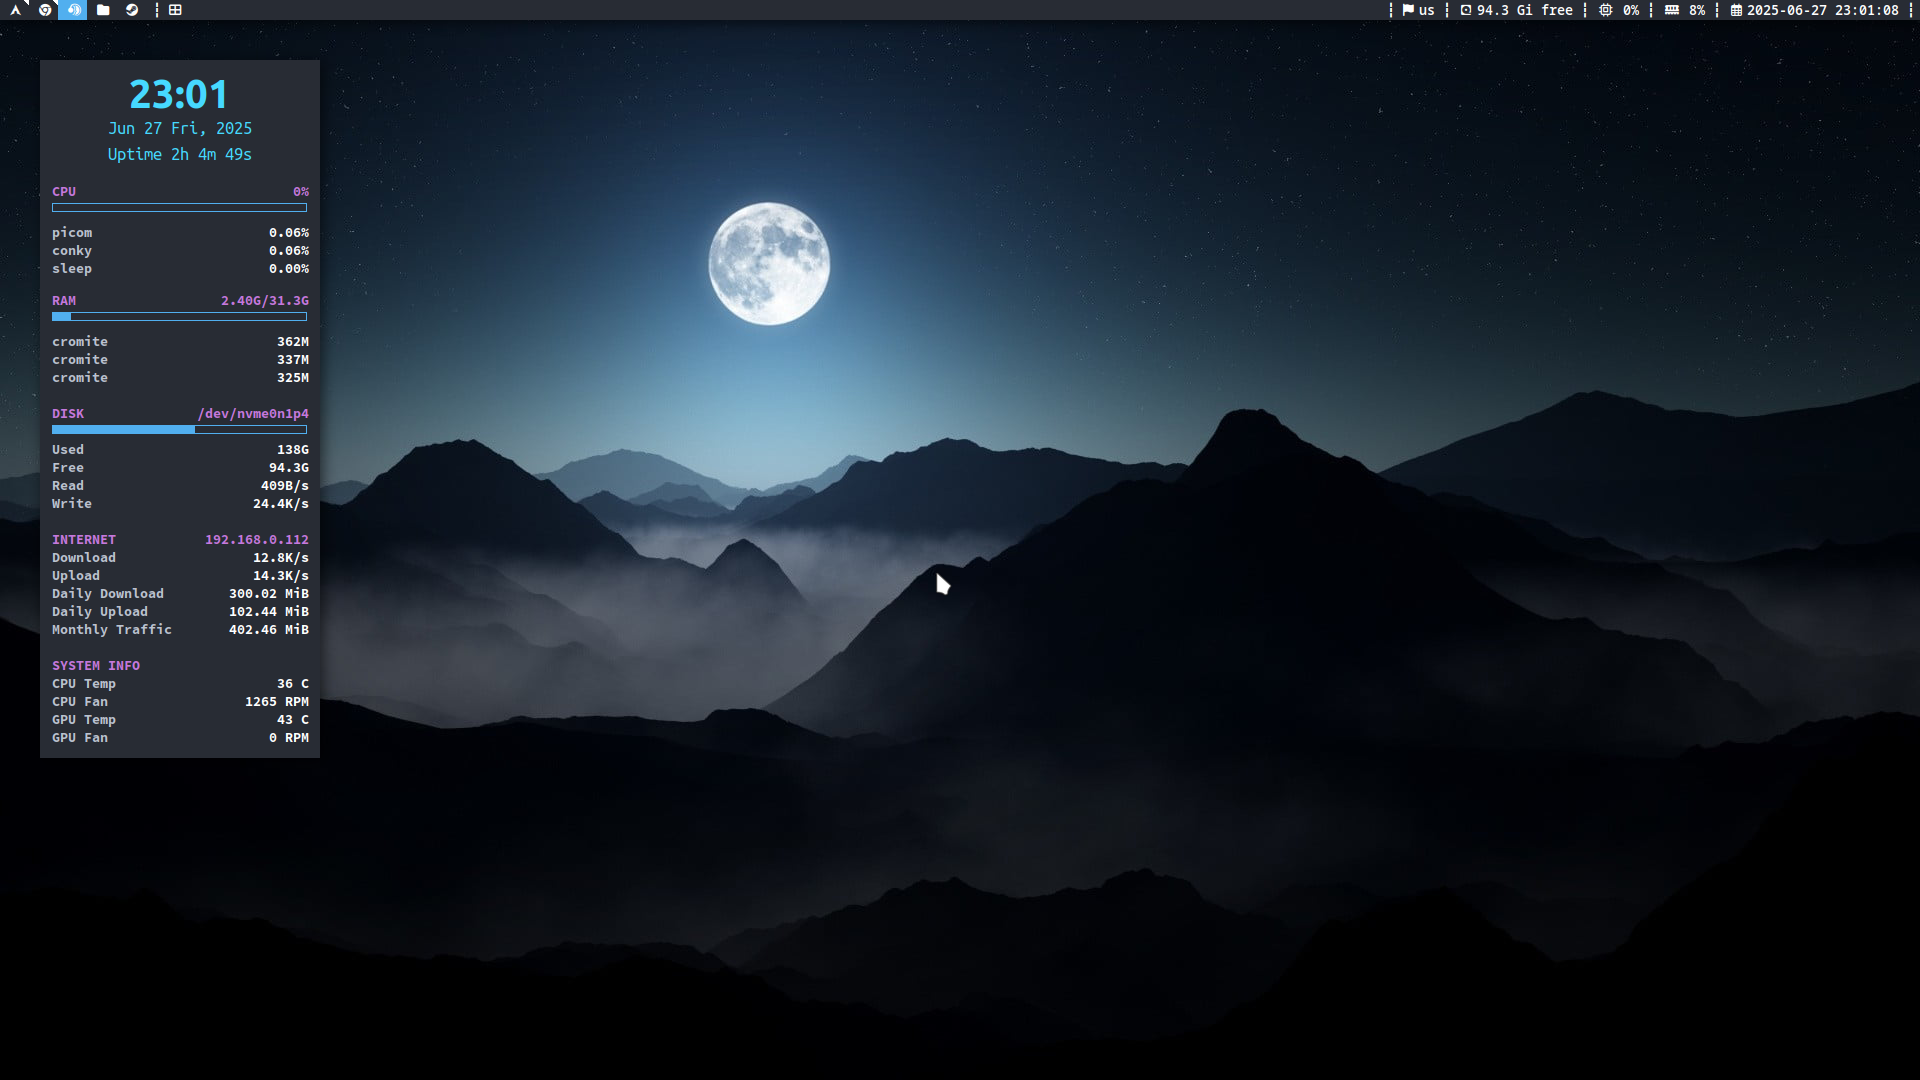 us 94.3 Gi free 0% 8% 2025-06-27 23:01:08
23:01
Jun 27 Fri, 2025
Uptime 2h 4m 49s
CPU 0%
picom 0.06%
conky 0.06%
sleep 0.00%
RAM 2.40G/31.3G
cromite 362M
cromite 337M
cromite 325M
DISK /dev/nvme0n1p4
Used 138G
Free 94.3G
Read 409B/s
Write 24.4K/s
INTERNET 192.168.0.112
Download 12.8K/s
Upload 14.3K/s
Daily Download 300.02 MiB
Daily Upload 102.44 MiB
Monthly Traffic 402.46 MiB
SYSTEM INFO
CPU Temp 36 C
CPU Fan 1265 RPM
GPU Temp 43 C
GPU Fan 0 RPM